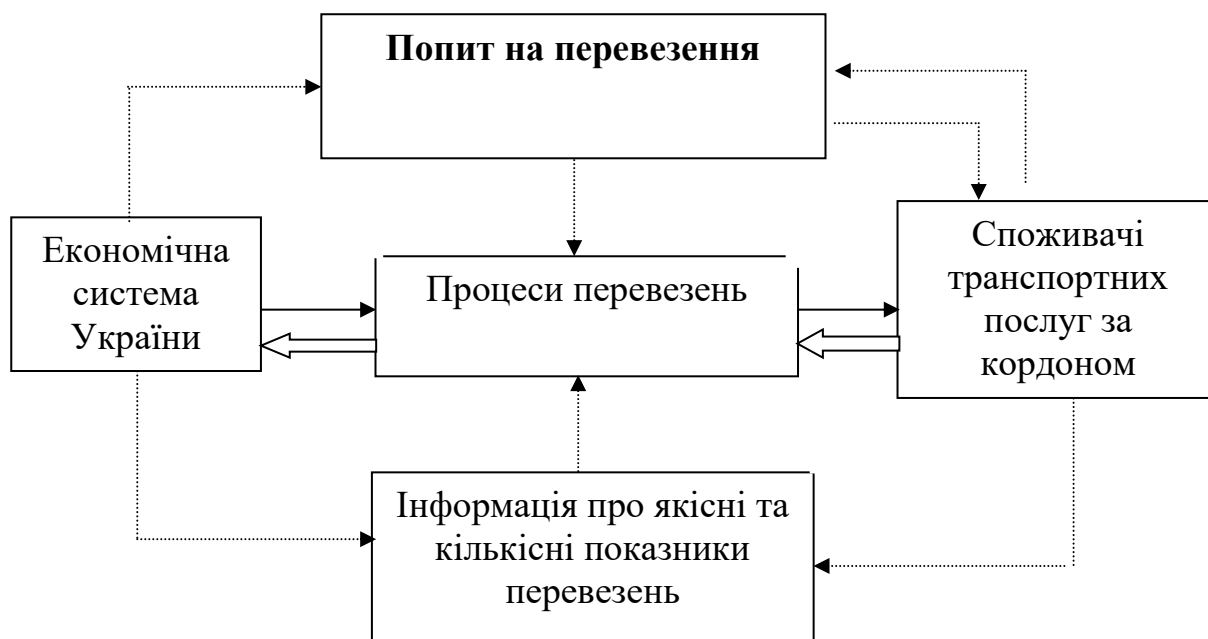 Попит на перевезення
Економічна
система
України
Процеси перевезень
Споживачі
транспортних
послуг за
кордоном
Інформація про якісні та
кількісні показники
перевезень